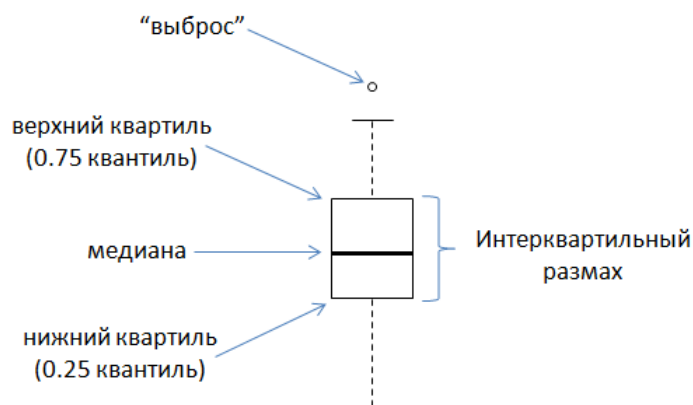 “выброс”
верхний квартиль
(0.75 квантиль)
медиана
Интерквартильный
размах
нижний квартиль
(0.25 квантиль)